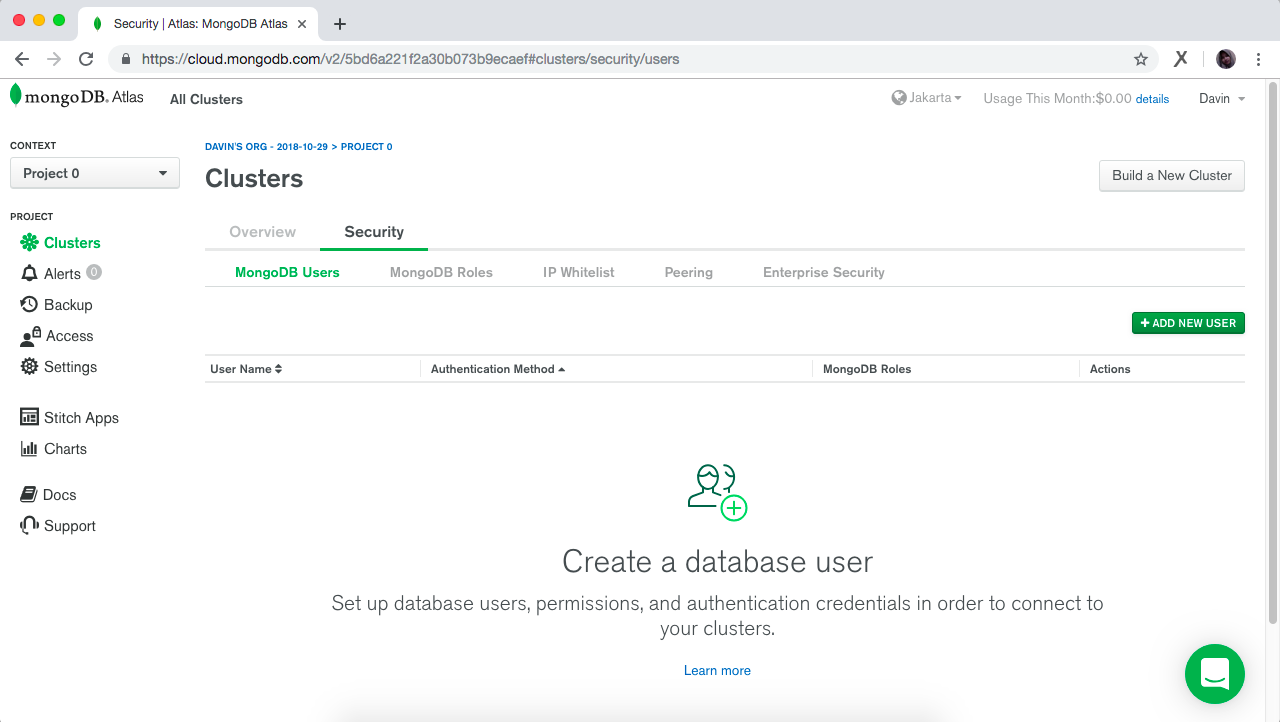 Security | Atlas: MongoDB Atlas
https://cloud.mongodb.com/v2/5bd6a221f2a30b073b9ecaef#clusters/security/users
mongoDB. Atlas
All Clusters
Jakarta
Usage This Month:$0.00 details
Davin
CONTEXT
Project 0
PROJECT
Clusters
Alerts 0
Backup
Access
Settings
Stitch Apps
Charts
Docs
Support
DAVIN'S ORG - 2018-10-29 > PROJECT 0
Clusters
Build a New Cluster
Overview
Security
MongoDB Users
MongoDB Roles
IP Whitelist
Peering
Enterprise Security
+ ADD NEW USER
User Name
Authentication Method
MongoDB Roles
Actions
Create a database user
Set up database users, permissions, and authentication credentials in order to connect to
your clusters.
Learn more